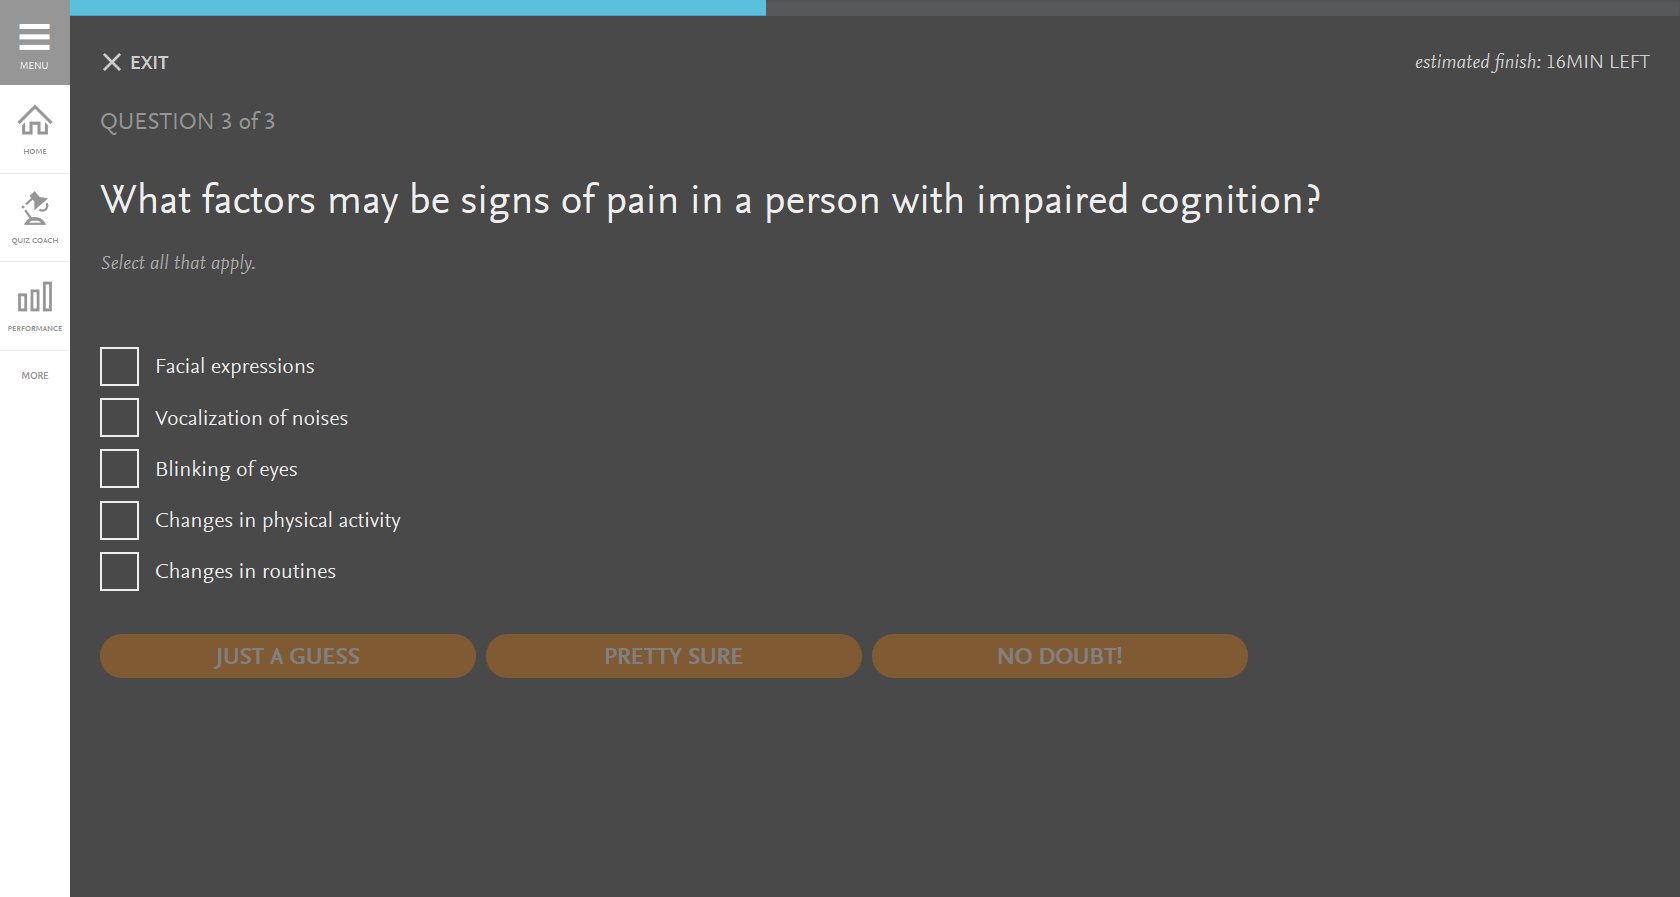 MENU
EXIT
estimated finish: 16MIN LEFT
HOME
QUIZ COACH
PERFORMANCE
MORE
QUESTION 3 of 3
What factors may be signs of pain in a person with impaired cognition?
Select all that apply.
Facial expressions
Vocalization of noises
Blinking of eyes
Changes in physical activity
Changes in routines
JUST A GUESS
PRETTY SURE
NO DOUBT!